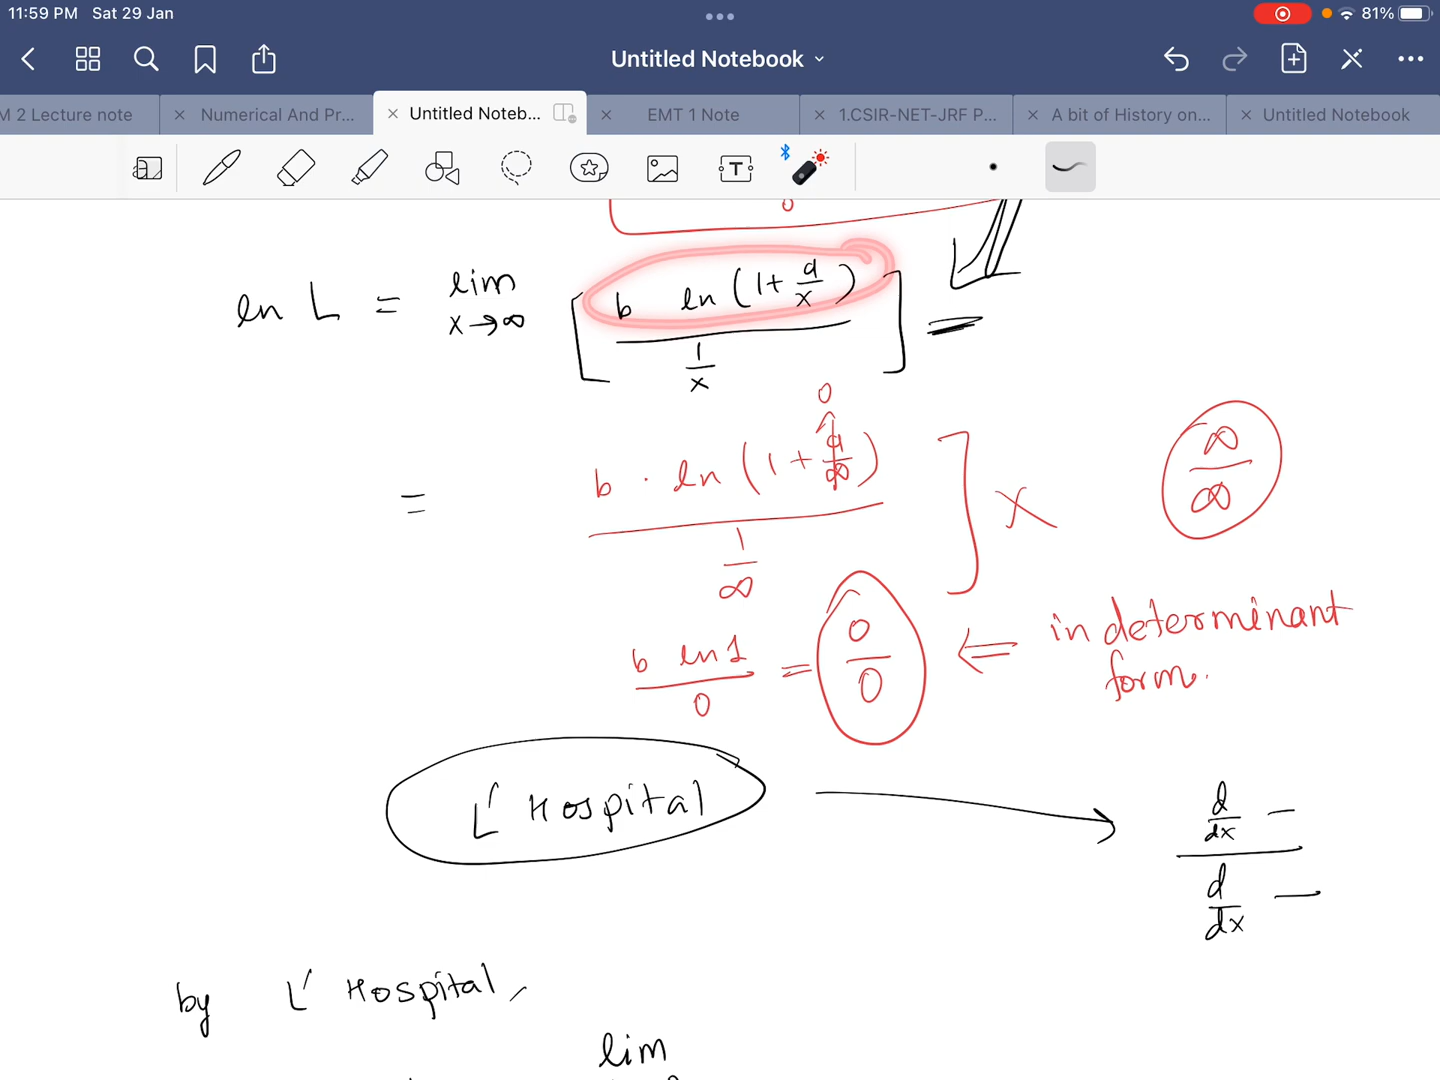 11:59 PM Sat 29 Jan 81%
Untitled Notebook
M 2 Lecture note × Numerical And Pr... × Untitled Noteb... × EMT 1 Note × 1.CSIR-NET-JRF P... × A bit of History on... × Untitled Notebook
a T
0
ln L = lim x→∞ [ b ln (1 + a/x) / 1/x ] =
0
= b · ln (1 + a/∞) / 1/∞ ] X ∞/∞
b ln 1 / 0 = 0/0 ⇐ indeterminant
form.
L' Hospital → d/dx – / d/dx –
by L' Hospital,
lim